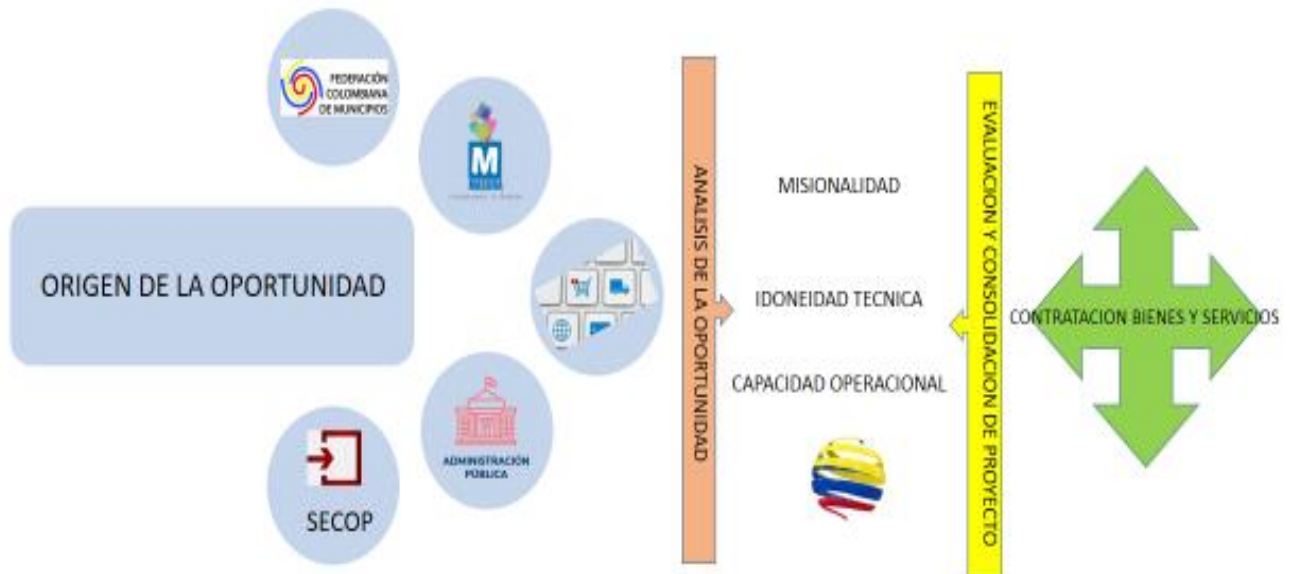 FEDERACIÓN
COLOMBIANA
DE MUNICIPIOS
M
ORIGEN DE LA OPORTUNIDAD
ADMINISTRACIÓN
PÚBLICA
SECOP
ANALISIS DE LA OPORTUNIDAD
MISIONALIDAD
IDONEIDAD TECNICA
CAPACIDAD OPERACIONAL
EVALUACION Y CONSOLIDACION DE PROYECTO
CONTRATACION BIENES Y SERVICIOS